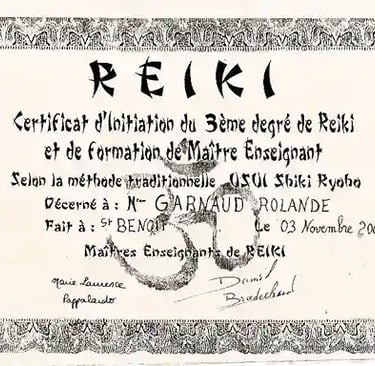 REIKI
Certificat d'Initiation du 3ème degré de Reiki
et de formation de Maître Enseignant
Selon la méthode traditionnelle USUI Shiki Ryoho
Décerné à : Mme GARNAUD ROLANDE
Fait à : St BENOIT Le 03 Novembre
Maîtres Enseignants de REIKI
Marie Laurence
Pappalardo
Daniel